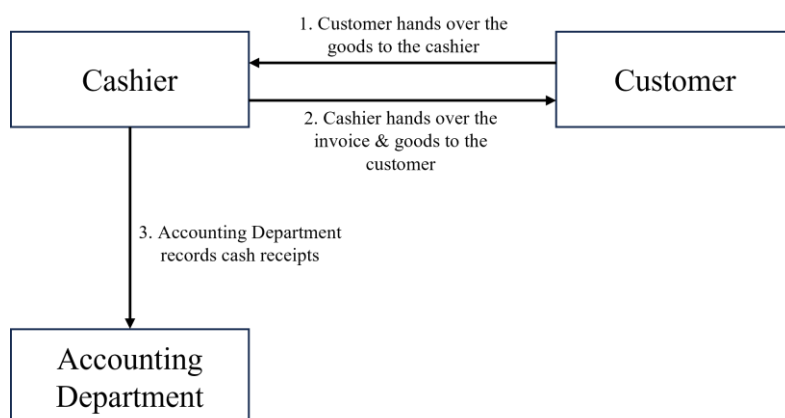 1. Customer hands over the
goods to the cashier
Cashier
Customer
2. Cashier hands over the
invoice & goods to the
customer
3. Accounting Department
records cash receipts
Accounting
Department